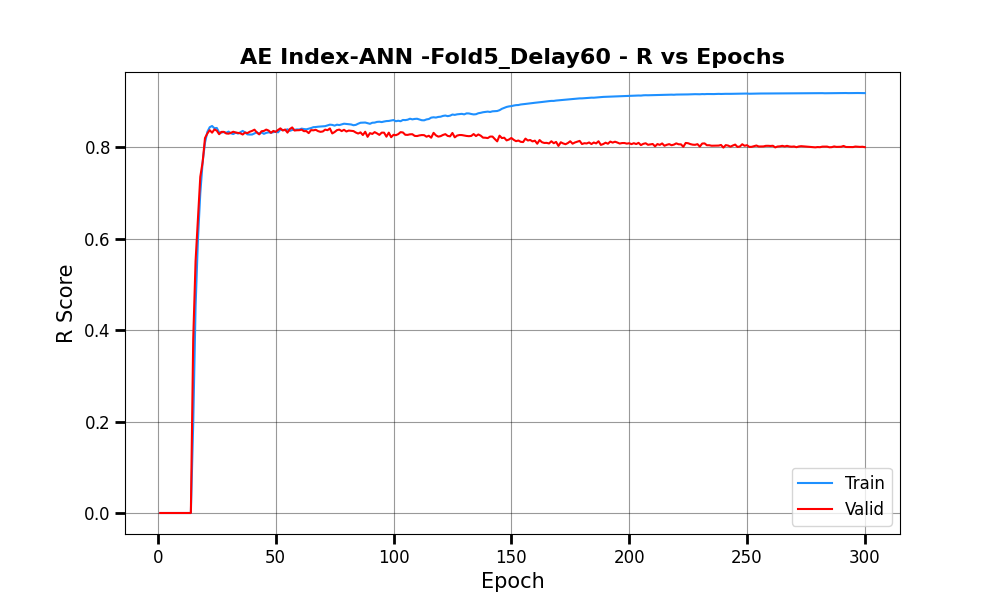 AE Index-ANN -Fold5_Delay60 - R vs Epochs
R Score
0.8
0.6
0.4
0.2
0.0
0 50 100 150 200 250 300
Epoch
Train
Valid